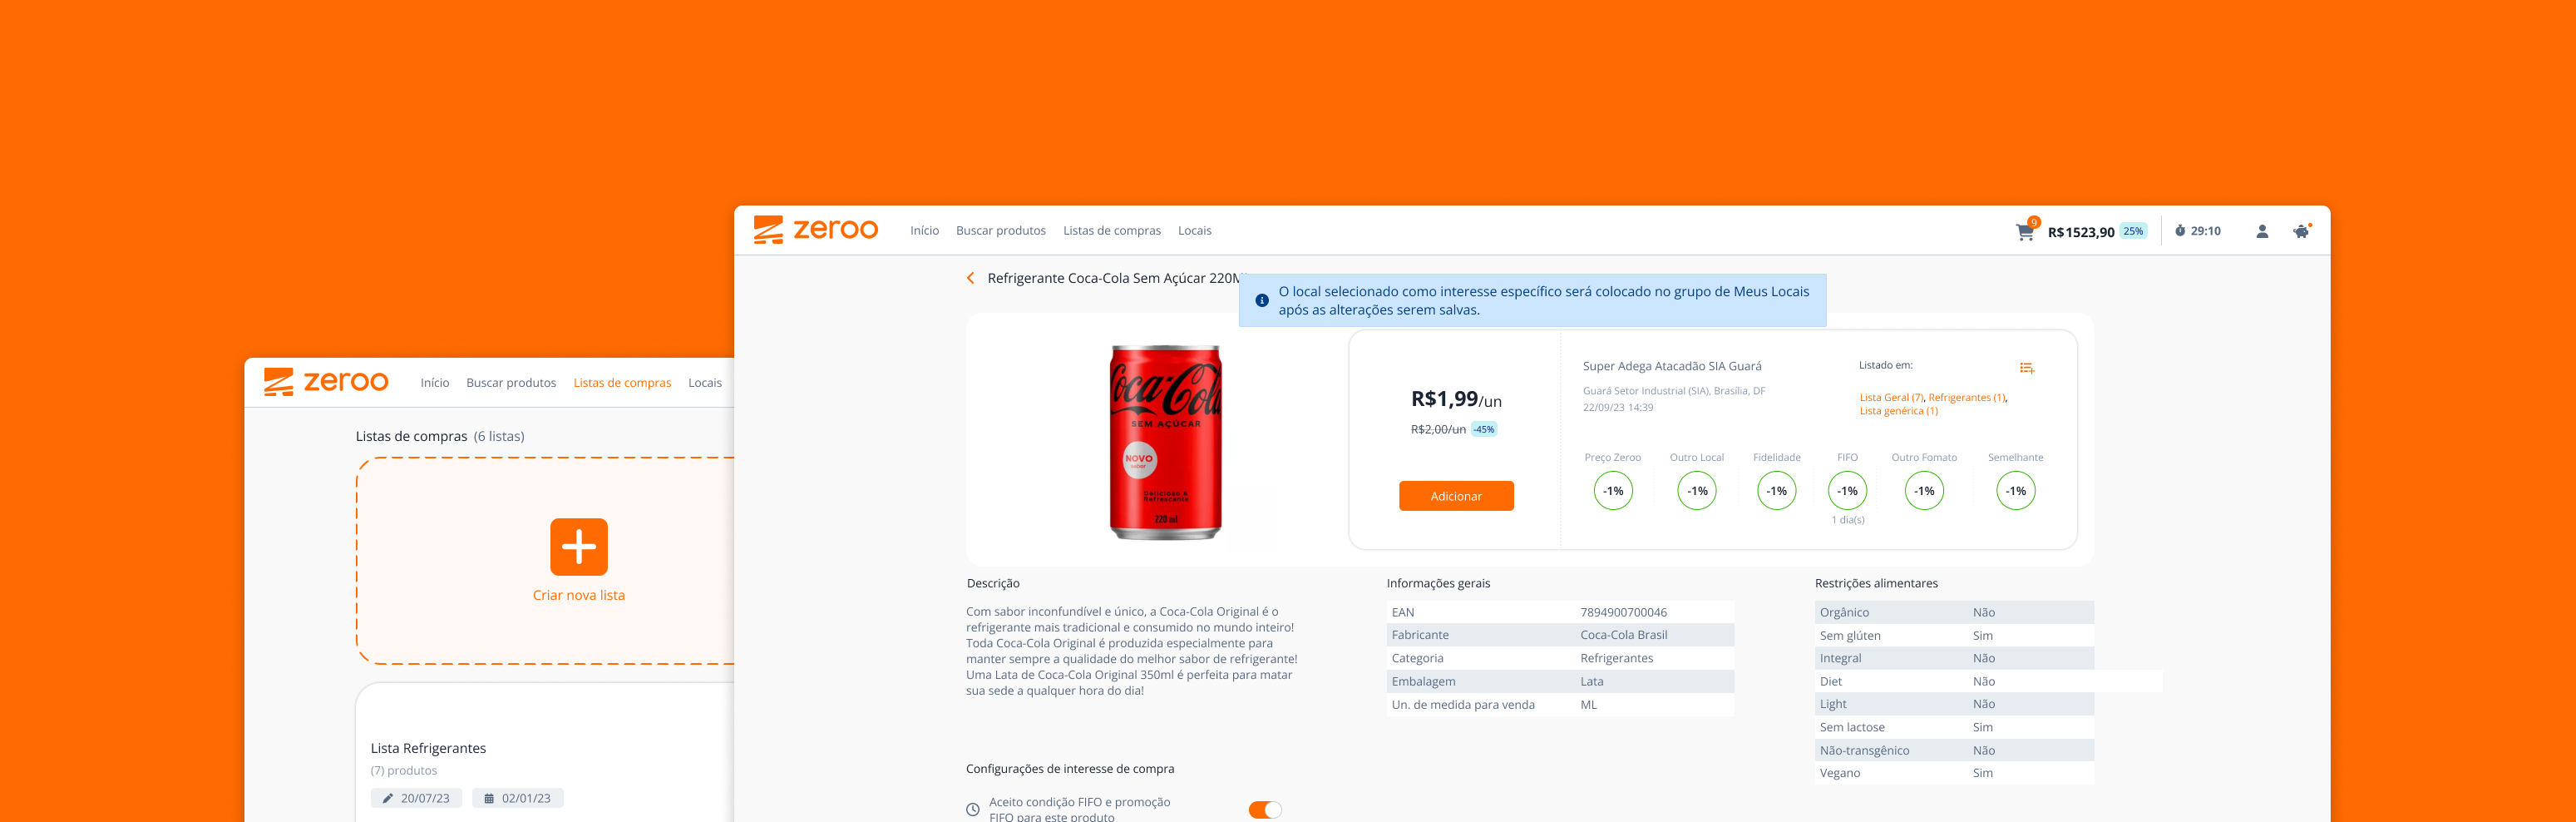 zeroo
Início Buscar produtos Listas de compras Locais
Listas de compras (6 listas)
Criar nova lista
Lista Refrigerantes
(7) produtos
20/07/23 02/01/23
zeroo
Início Buscar produtos Listas de compras Locais
9
R$1523,90 25% 29:10
Refrigerante Coca-Cola Sem Açúcar 220M
O local selecionado como interesse específico será colocado no grupo de Meus Locais
após as alterações serem salvas.
Coca-Cola
SEM AÇÚCAR
NOVO
sabor
Delicioso &
Refrescante
220 ml
R$1,99/un
R$2,00/un -45%
Adicionar
Super Adega Atacadão SIA Guará
Guará Setor Industrial (SIA), Brasília, DF
22/09/23 14:39
Listado em:
Lista Geral (7), Refrigerantes (1),
Lista genérica (1)
Preço Zeroo Outro Local Fidelidade FIFO Outro Fomato Semelhante
-1% -1% -1% -1% -1% -1%
1 dia(s)
Descrição
Com sabor inconfundível e único, a Coca-Cola Original é o
refrigerante mais tradicional e consumido no mundo inteiro!
Toda Coca-Cola Original é produzida especialmente para
manter sempre a qualidade do melhor sabor de refrigerante!
Uma Lata de Coca-Cola Original 350ml é perfeita para matar
sua sede a qualquer hora do dia!
Informações gerais
EAN 7894900700046
Fabricante Coca-Cola Brasil
Categoria Refrigerantes
Embalagem Lata
Un. de medida para venda ML
Restrições alimentares
Orgânico Não
Sem glúten Sim
Integral Não
Diet Não
Light Não
Sem lactose Sim
Não-transgênico Não
Vegano Sim
Configurações de interesse de compra
Aceito condição FIFO e promoção
FIFO para este produto